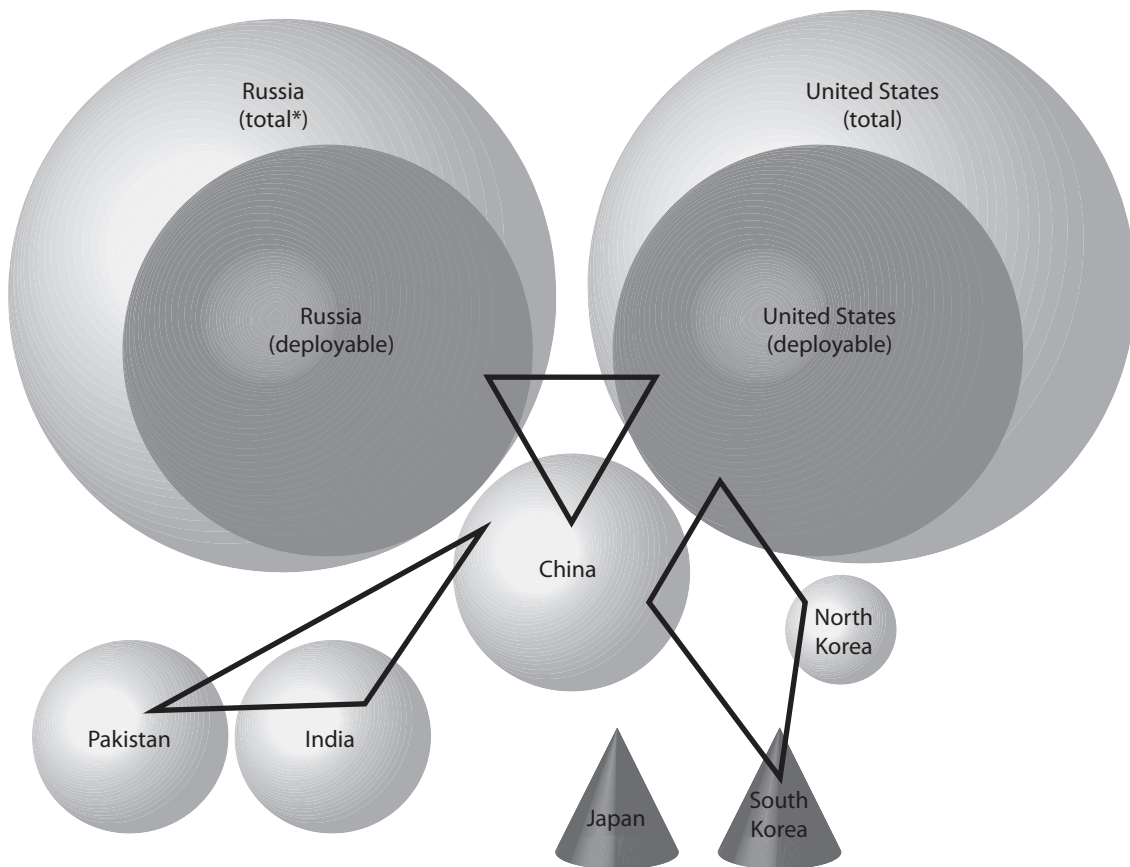 Russia
(total*)
United States
(total)
Russia
(deployable)
United States
(deployable)
China
North
Korea
Pakistan
India
Japan
South
Korea